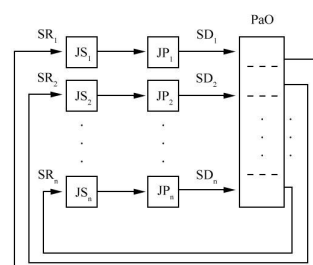 PaO
SR₁ JS₁ JP₁ SD₁
SR₂ JS₂ JP₂ SD₂
SRₙ JSₙ JPₙ SDₙ